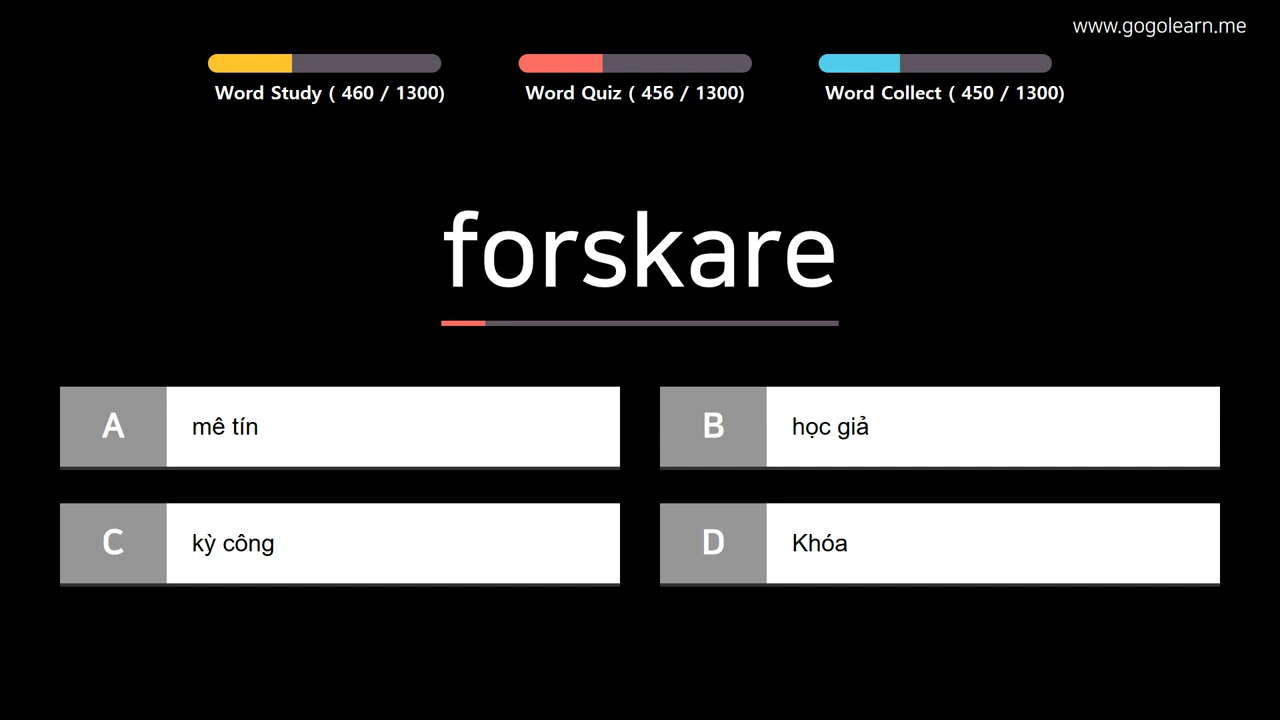 www.gogolearn.me
Word Study ( 460 / 1300)
Word Quiz ( 456 / 1300)
Word Collect ( 450 / 1300)
forskare
A
mê tín
B
học giả
C
kỳ công
D
Khóa